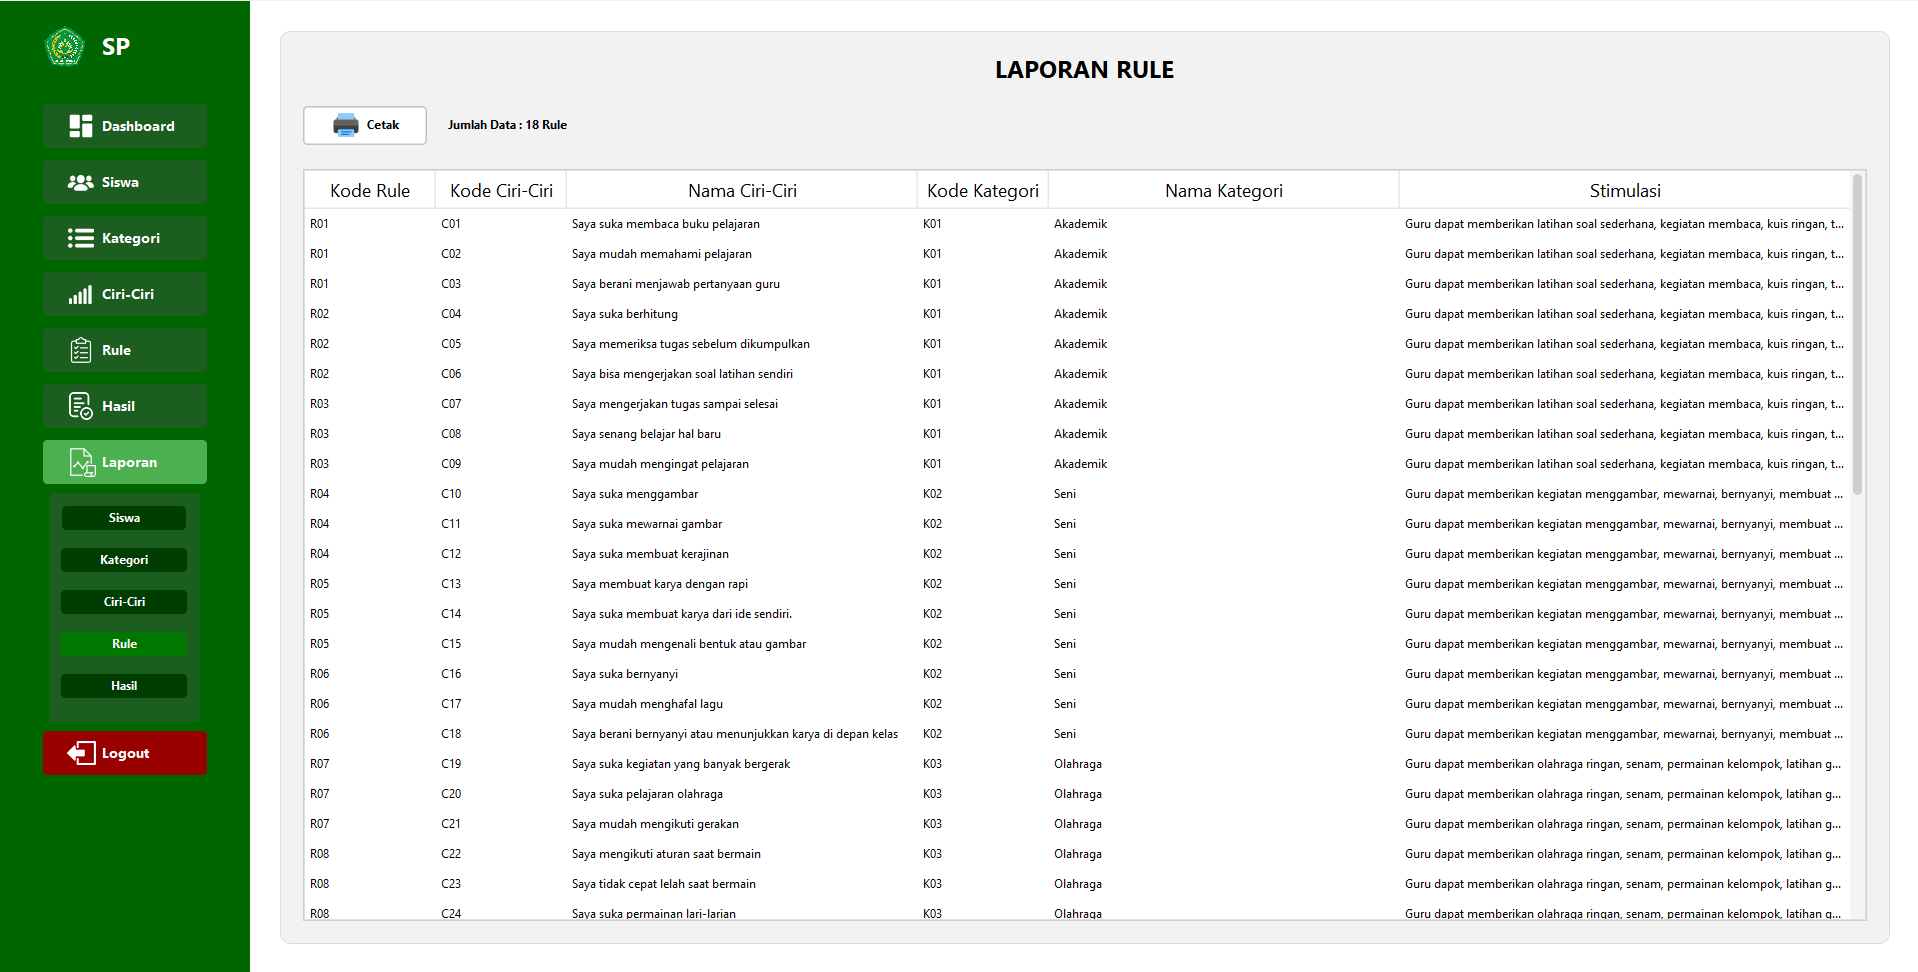 SP
Dashboard
Siswa
Kategori
Ciri-Ciri
Rule
Hasil
Laporan
Siswa
Kategori
Ciri-Ciri
Rule
Hasil
Logout
LAPORAN RULE
Cetak
Jumlah Data : 18 Rule
Kode Rule Kode Ciri-Ciri Nama Ciri-Ciri Kode Kategori Nama Kategori Stimulasi
R01 C01 Saya suka membaca buku pelajaran K01 Akademik Guru dapat memberikan latihan soal sederhana, kegiatan membaca, kuis ringan, t...
R01 C02 Saya mudah memahami pelajaran K01 Akademik Guru dapat memberikan latihan soal sederhana, kegiatan membaca, kuis ringan, t...
R01 C03 Saya berani menjawab pertanyaan guru K01 Akademik Guru dapat memberikan latihan soal sederhana, kegiatan membaca, kuis ringan, t...
R02 C04 Saya suka berhitung K01 Akademik Guru dapat memberikan latihan soal sederhana, kegiatan membaca, kuis ringan, t...
R02 C05 Saya memeriksa tugas sebelum dikumpulkan K01 Akademik Guru dapat memberikan latihan soal sederhana, kegiatan membaca, kuis ringan, t...
R02 C06 Saya bisa mengerjakan soal latihan sendiri K01 Akademik Guru dapat memberikan latihan soal sederhana, kegiatan membaca, kuis ringan, t...
R03 C07 Saya mengerjakan tugas sampai selesai K01 Akademik Guru dapat memberikan latihan soal sederhana, kegiatan membaca, kuis ringan, t...
R03 C08 Saya senang belajar hal baru K01 Akademik Guru dapat memberikan latihan soal sederhana, kegiatan membaca, kuis ringan, t...
R03 C09 Saya mudah mengingat pelajaran K01 Akademik Guru dapat memberikan latihan soal sederhana, kegiatan membaca, kuis ringan, t...
R04 C10 Saya suka menggambar K02 Seni Guru dapat memberikan kegiatan menggambar, mewarnai, bernyanyi, membuat ...
R04 C11 Saya suka mewarnai gambar K02 Seni Guru dapat memberikan kegiatan menggambar, mewarnai, bernyanyi, membuat ...
R04 C12 Saya suka membuat kerajinan K02 Seni Guru dapat memberikan kegiatan menggambar, mewarnai, bernyanyi, membuat ...
R05 C13 Saya membuat karya dengan rapi K02 Seni Guru dapat memberikan kegiatan menggambar, mewarnai, bernyanyi, membuat ...
R05 C14 Saya suka membuat karya dari ide sendiri. K02 Seni Guru dapat memberikan kegiatan menggambar, mewarnai, bernyanyi, membuat ...
R05 C15 Saya mudah mengenali bentuk atau gambar K02 Seni Guru dapat memberikan kegiatan menggambar, mewarnai, bernyanyi, membuat ...
R06 C16 Saya suka bernyanyi K02 Seni Guru dapat memberikan kegiatan menggambar, mewarnai, bernyanyi, membuat ...
R06 C17 Saya mudah menghafal lagu K02 Seni Guru dapat memberikan kegiatan menggambar, mewarnai, bernyanyi, membuat ...
R06 C18 Saya berani bernyanyi atau menunjukkan karya di depan kelas K02 Seni Guru dapat memberikan kegiatan menggambar, mewarnai, bernyanyi, membuat ...
R07 C19 Saya suka kegiatan yang banyak bergerak K03 Olahraga Guru dapat memberikan olahraga ringan, senam, permainan kelompok, latihan g...
R07 C20 Saya suka pelajaran olahraga K03 Olahraga Guru dapat memberikan olahraga ringan, senam, permainan kelompok, latihan g...
R07 C21 Saya mudah mengikuti gerakan K03 Olahraga Guru dapat memberikan olahraga ringan, senam, permainan kelompok, latihan g...
R08 C22 Saya mengikuti aturan saat bermain K03 Olahraga Guru dapat memberikan olahraga ringan, senam, permainan kelompok, latihan g...
R08 C23 Saya tidak cepat lelah saat bermain K03 Olahraga Guru dapat memberikan olahraga ringan, senam, permainan kelompok, latihan g...
R08 C24 Saya suka permainan lari-larian K03 Olahraga Guru dapat memberikan olahraga ringan, senam, permainan kelompok, latihan g...